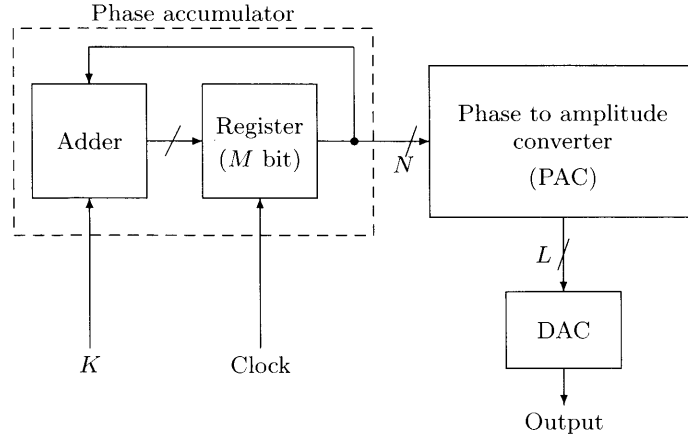 Phase accumulator
Adder
Register
(M bit)
N
Phase to amplitude
converter
(PAC)
L
DAC
K
Clock
Output